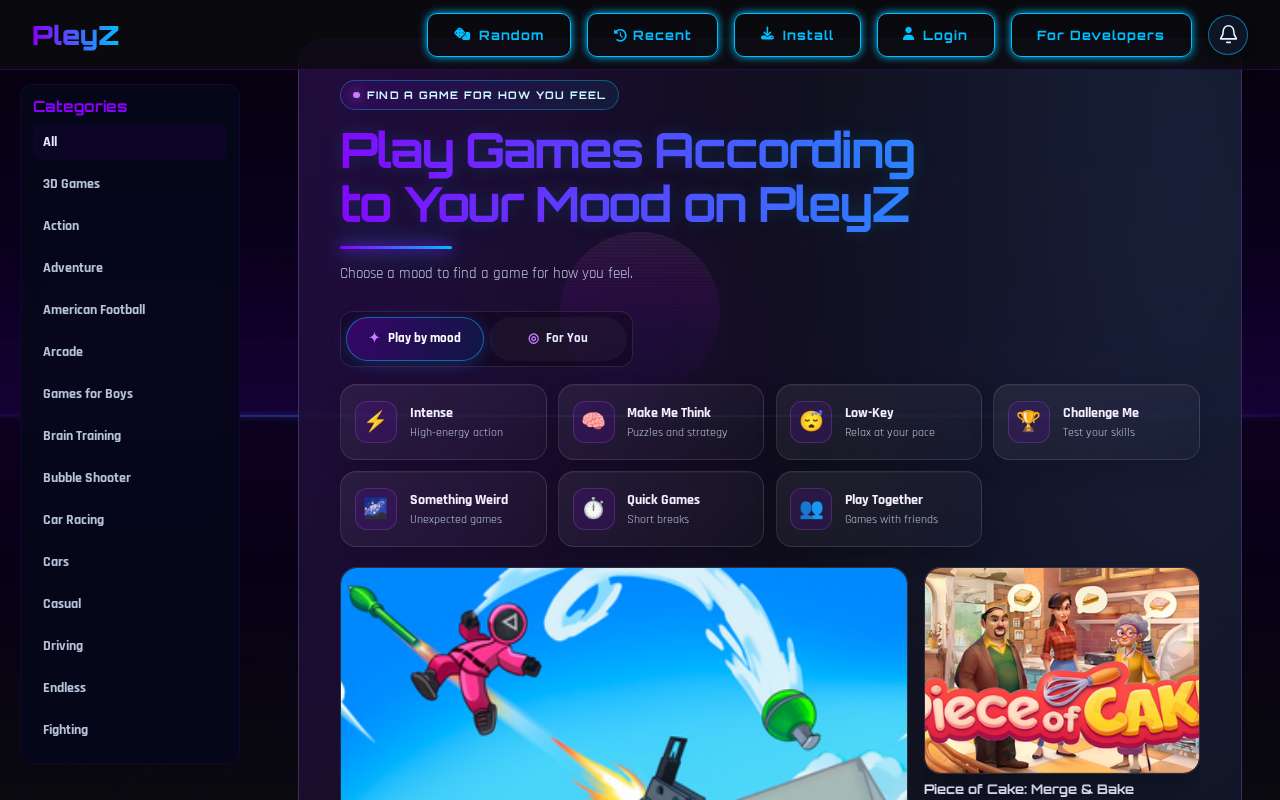 PleyZ
Random
Recent
Install
Login
For Developers
Categories
All
3D Games
Action
Adventure
American Football
Arcade
Games for Boys
Brain Training
Bubble Shooter
Car Racing
Cars
Casual
Driving
Endless
Fighting
FIND A GAME FOR HOW YOU FEEL
Play Games According
to Your Mood on PleyZ
Choose a mood to find a game for how you feel.
Play by mood
For You
Intense
High-energy action
Make Me Think
Puzzles and strategy
Low-Key
Relax at your pace
Challenge Me
Test your skills
Something Weird
Unexpected games
Quick Games
Short breaks
Play Together
Games with friends
Piece of CAKE
Piece of Cake: Merge & Bake